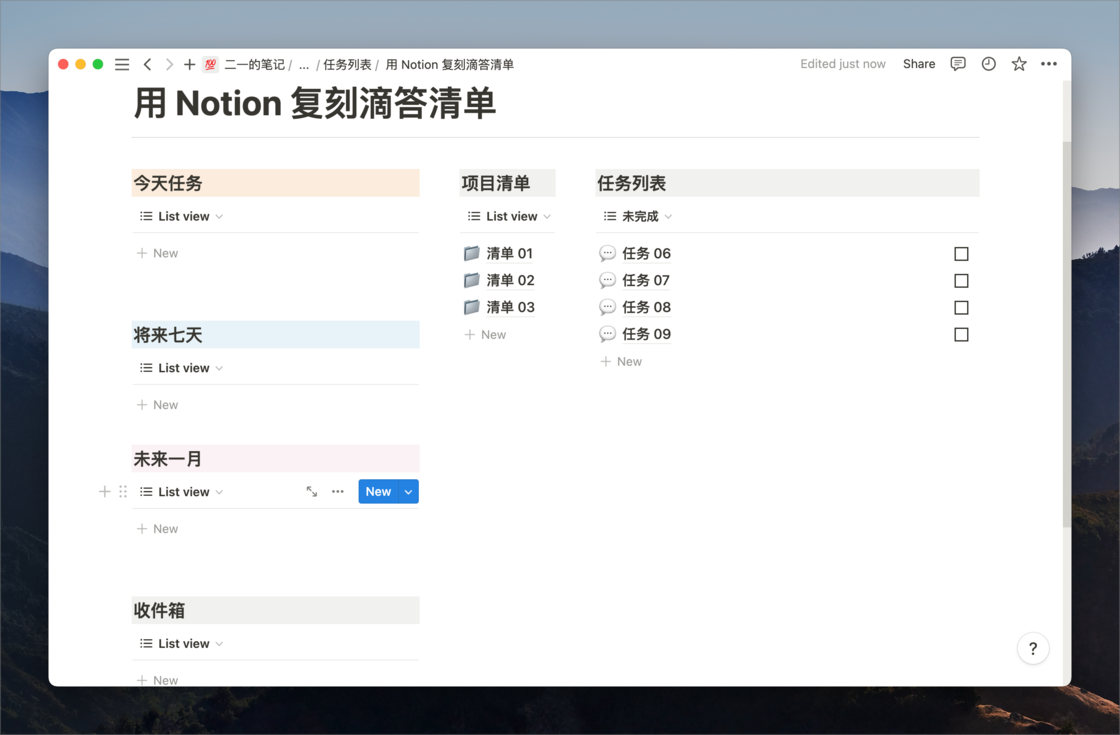 二一的笔记 / ... / 任务列表 / 用 Notion 复刻滴答清单
Edited just now Share
用 Notion 复刻滴答清单
今天任务
List view
New
将来七天
List view
New
未来一月
List view
New
New
收件箱
List view
New
项目清单
List view
清单 01
清单 02
清单 03
New
任务列表
未完成
任务 06
任务 07
任务 08
任务 09
New
?